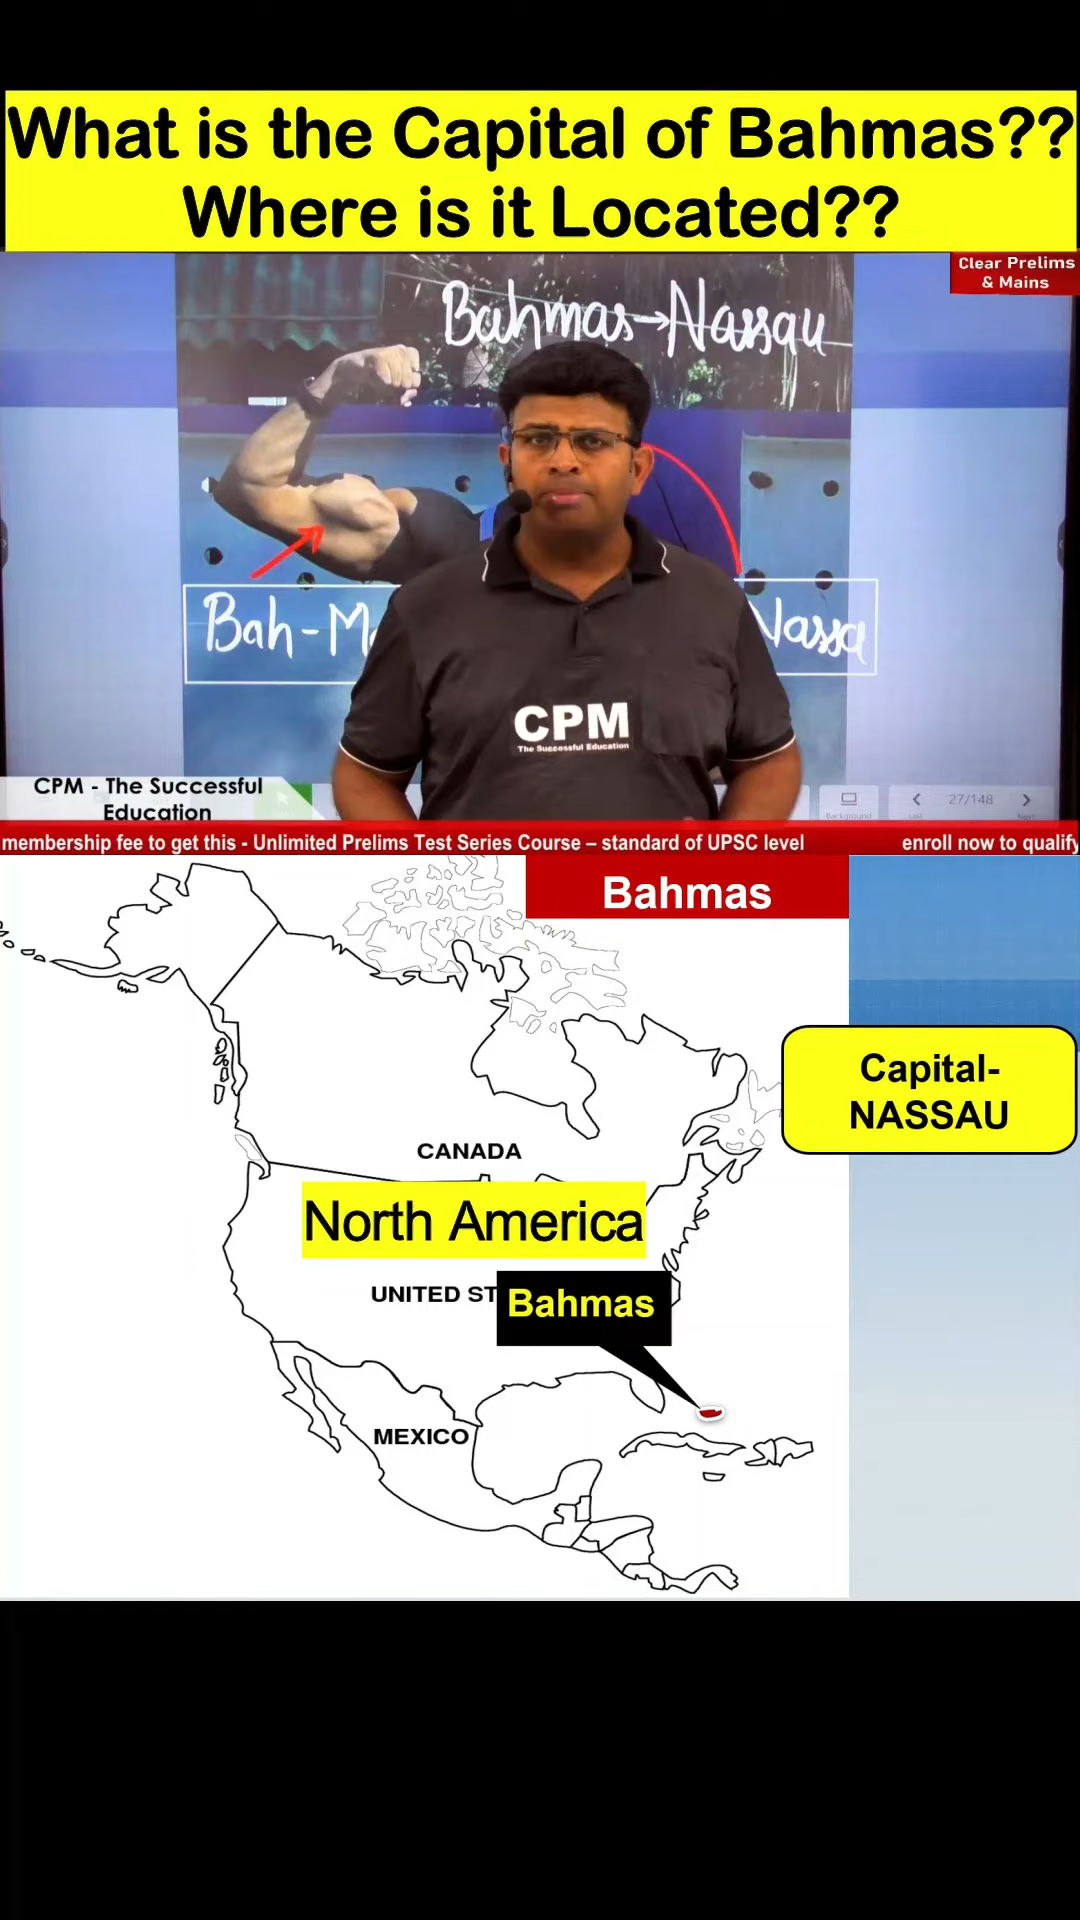 What is the Capital of Bahmas??
Where is it Located??
Clear Prelims
& Mains
Bahmas→Nassau
Bah-M
Nassa
CPM
The Successful Education
CPM - The Successful
Education
27/148
Background
Next
membership fee to get this - Unlimited Prelims Test Series Course – standard of UPSC level enroll now to qualify
Bahmas
Capital-
NASSAU
CANADA
North America
UNITED ST
Bahmas
MEXICO